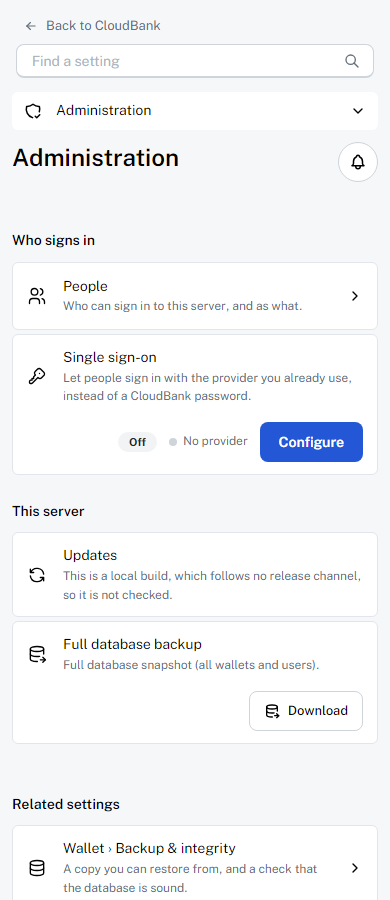 Back to CloudBank
Find a setting
Administration
Administration
Who signs in
People
Who can sign in to this server, and as what.
Single sign-on
Let people sign in with the provider you already use,
instead of a CloudBank password.
Off
No provider
Configure
This server
Updates
This is a local build, which follows no release channel,
so it is not checked.
Full database backup
Full database snapshot (all wallets and users).
Download
Related settings
Wallet › Backup & integrity
A copy you can restore from, and a check that
the database is sound.